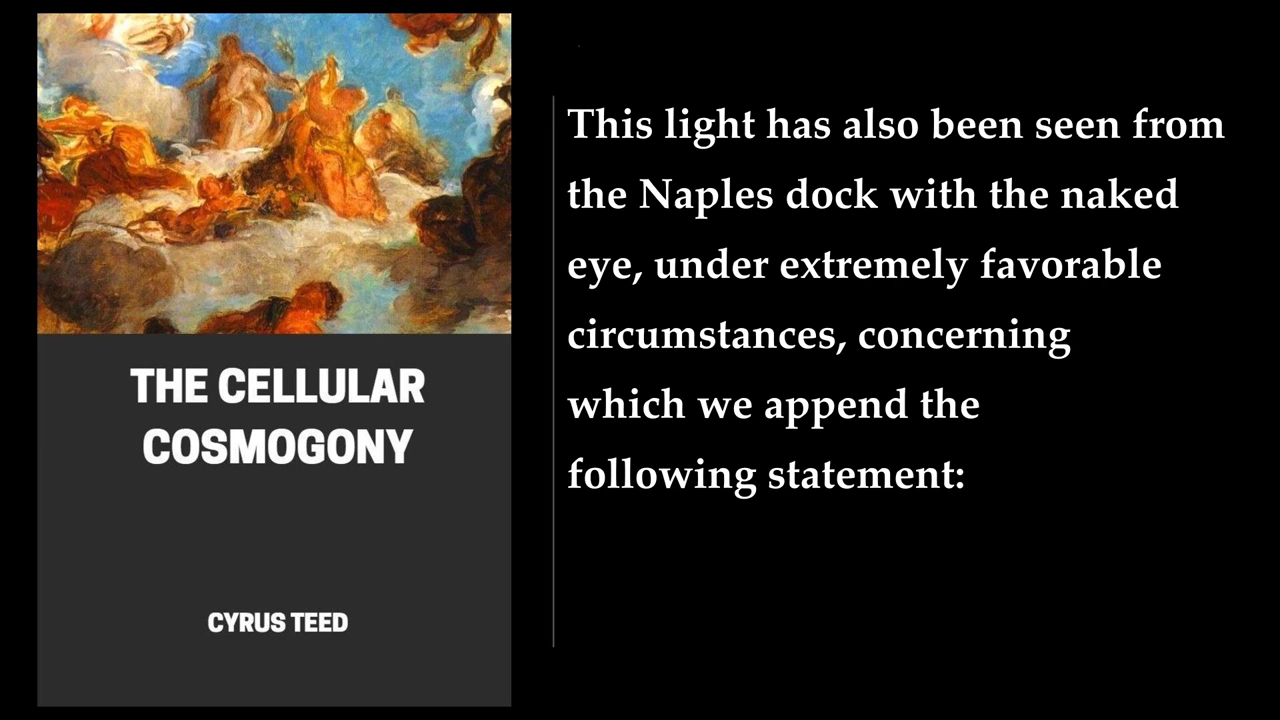 THE CELLULAR
COSMOGONY
CYRUS TEED
This light has also been seen from
the Naples dock with the naked
eye, under extremely favorable
circumstances, concerning
which we append the
following statement: